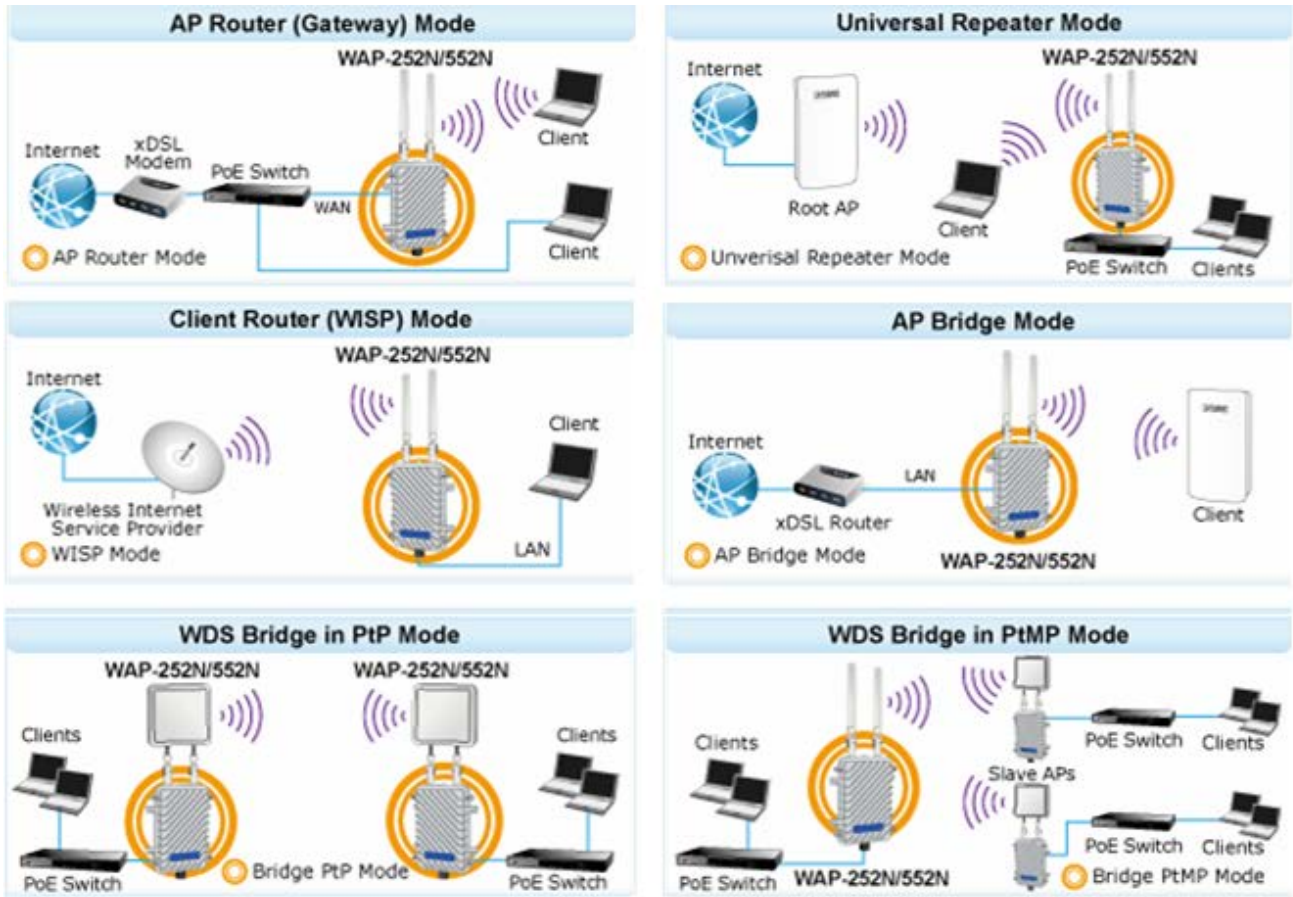 AP Router (Gateway) Mode
WAP-252N/552N
Client
Internet
xDSL
Modem
PoE Switch
WAN
Client
AP Router Mode
Universal Repeater Mode
WAP-252N/552N
Internet
Root AP
Client
PoE Switch
Clients
Unverisal Repeater Mode
Client Router (WISP) Mode
WAP-252N/552N
Internet
Client
Wireless Internet
Service Provider
LAN
WISP Mode
AP Bridge Mode
Internet
LAN
xDSL Router
Client
AP Bridge Mode
WAP-252N/552N
WDS Bridge in PtP Mode
WAP-252N/552N
WAP-252N/552N
Clients
Clients
Bridge PtP Mode
PoE Switch
PoE Switch
WDS Bridge in PtMP Mode
Clients
PoE Switch
Clients
Slave APs
PoE Switch
Clients
PoE Switch
WAP-252N/552N
Bridge PtMP Mode